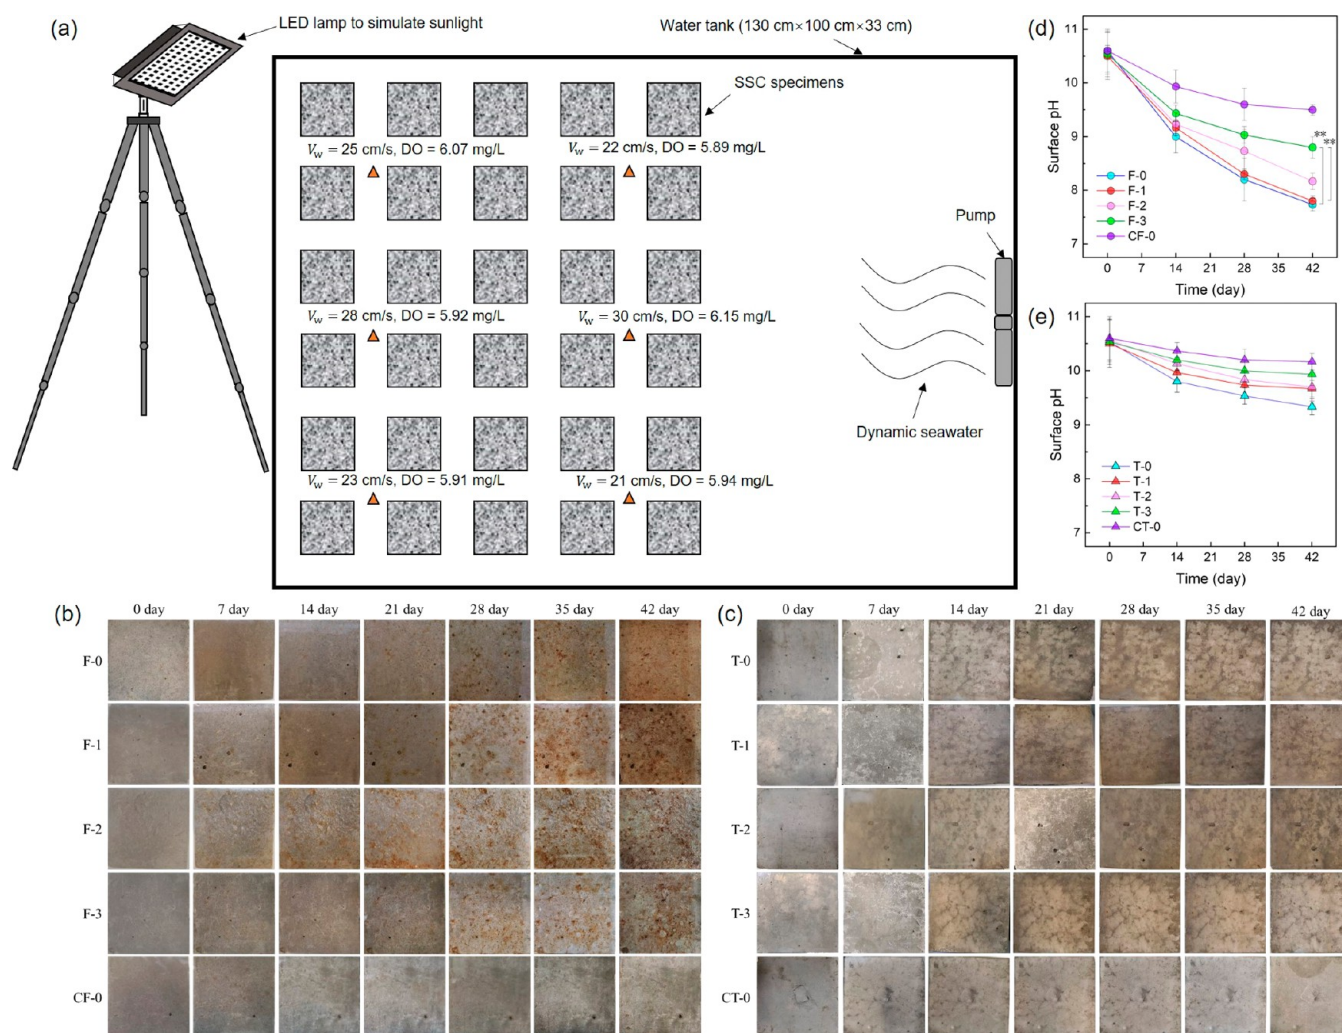 (a)
LED lamp to simulate sunlight
Water tank (130 cm×100 cm×33 cm)
SSC specimens
V_w = 25 cm/s, DO = 6.07 mg/L
V_w = 22 cm/s, DO = 5.89 mg/L
Pump
V_w = 28 cm/s, DO = 5.92 mg/L
V_w = 30 cm/s, DO = 6.15 mg/L
Dynamic seawater
V_w = 23 cm/s, DO = 5.91 mg/L
V_w = 21 cm/s, DO = 5.94 mg/L
(d)
Surface pH
11
10
9
8
7
**
**
F-0
F-1
F-2
F-3
CF-0
0 7 14 21 28 35 42
Time (day)
(e)
Surface pH
11
10
9
8
7
T-0
T-1
T-2
T-3
CT-0
0 7 14 21 28 35 42
Time (day)
(b)
0 day 7 day 14 day 21 day 28 day 35 day 42 day
F-0
F-1
F-2
F-3
CF-0
(c)
0 day 7 day 14 day 21 day 28 day 35 day 42 day
T-0
T-1
T-2
T-3
CT-0